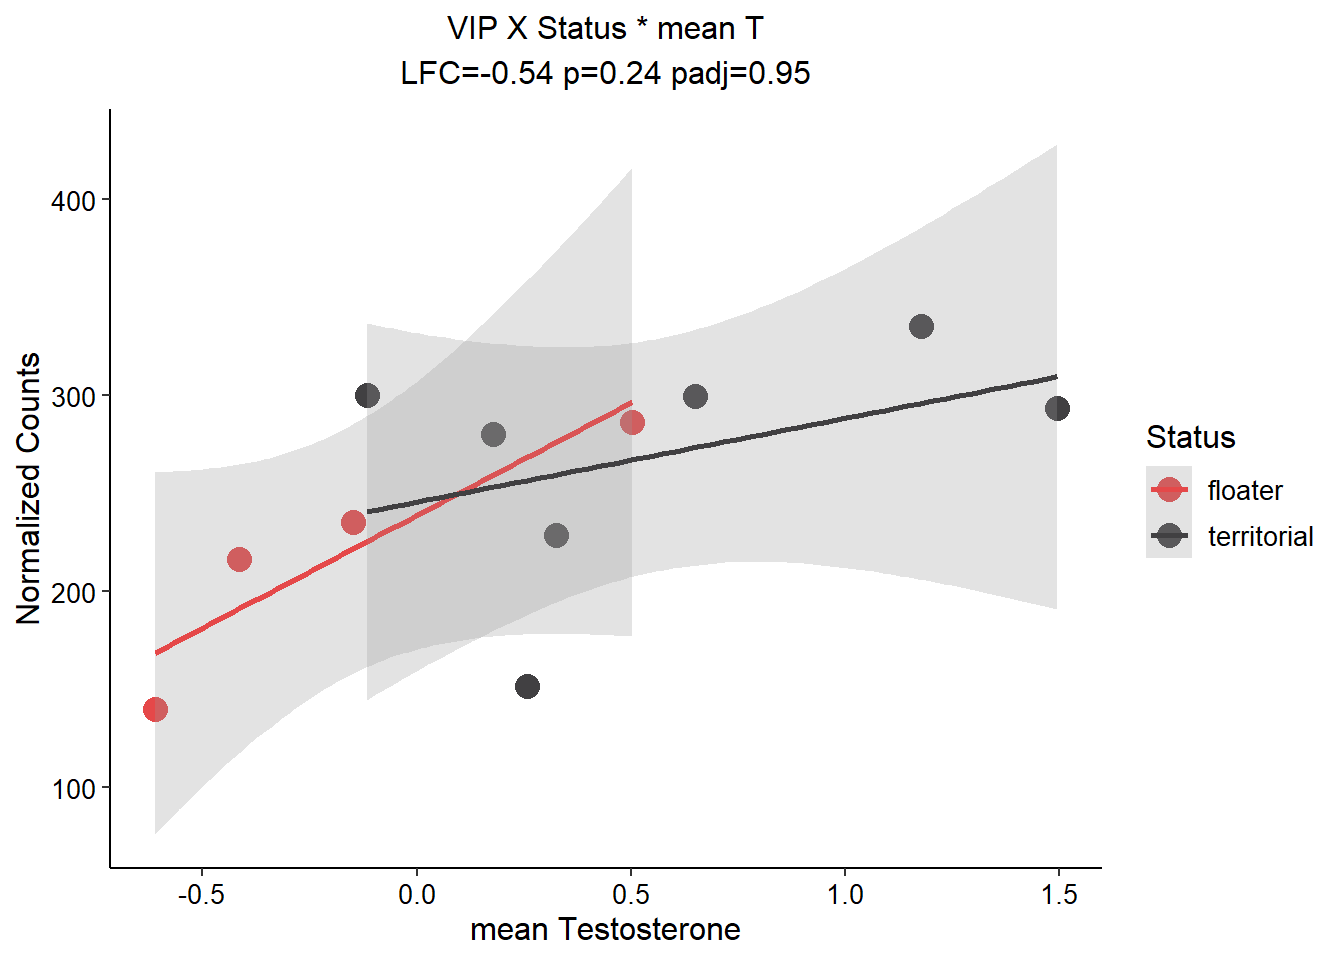 VIP X Status * mean T
LFC=-0.54 p=0.24 padj=0.95
Normalized Counts
400
300
200
100
-0.5
0.0
0.5
1.0
1.5
mean Testosterone
Status
floater
territorial